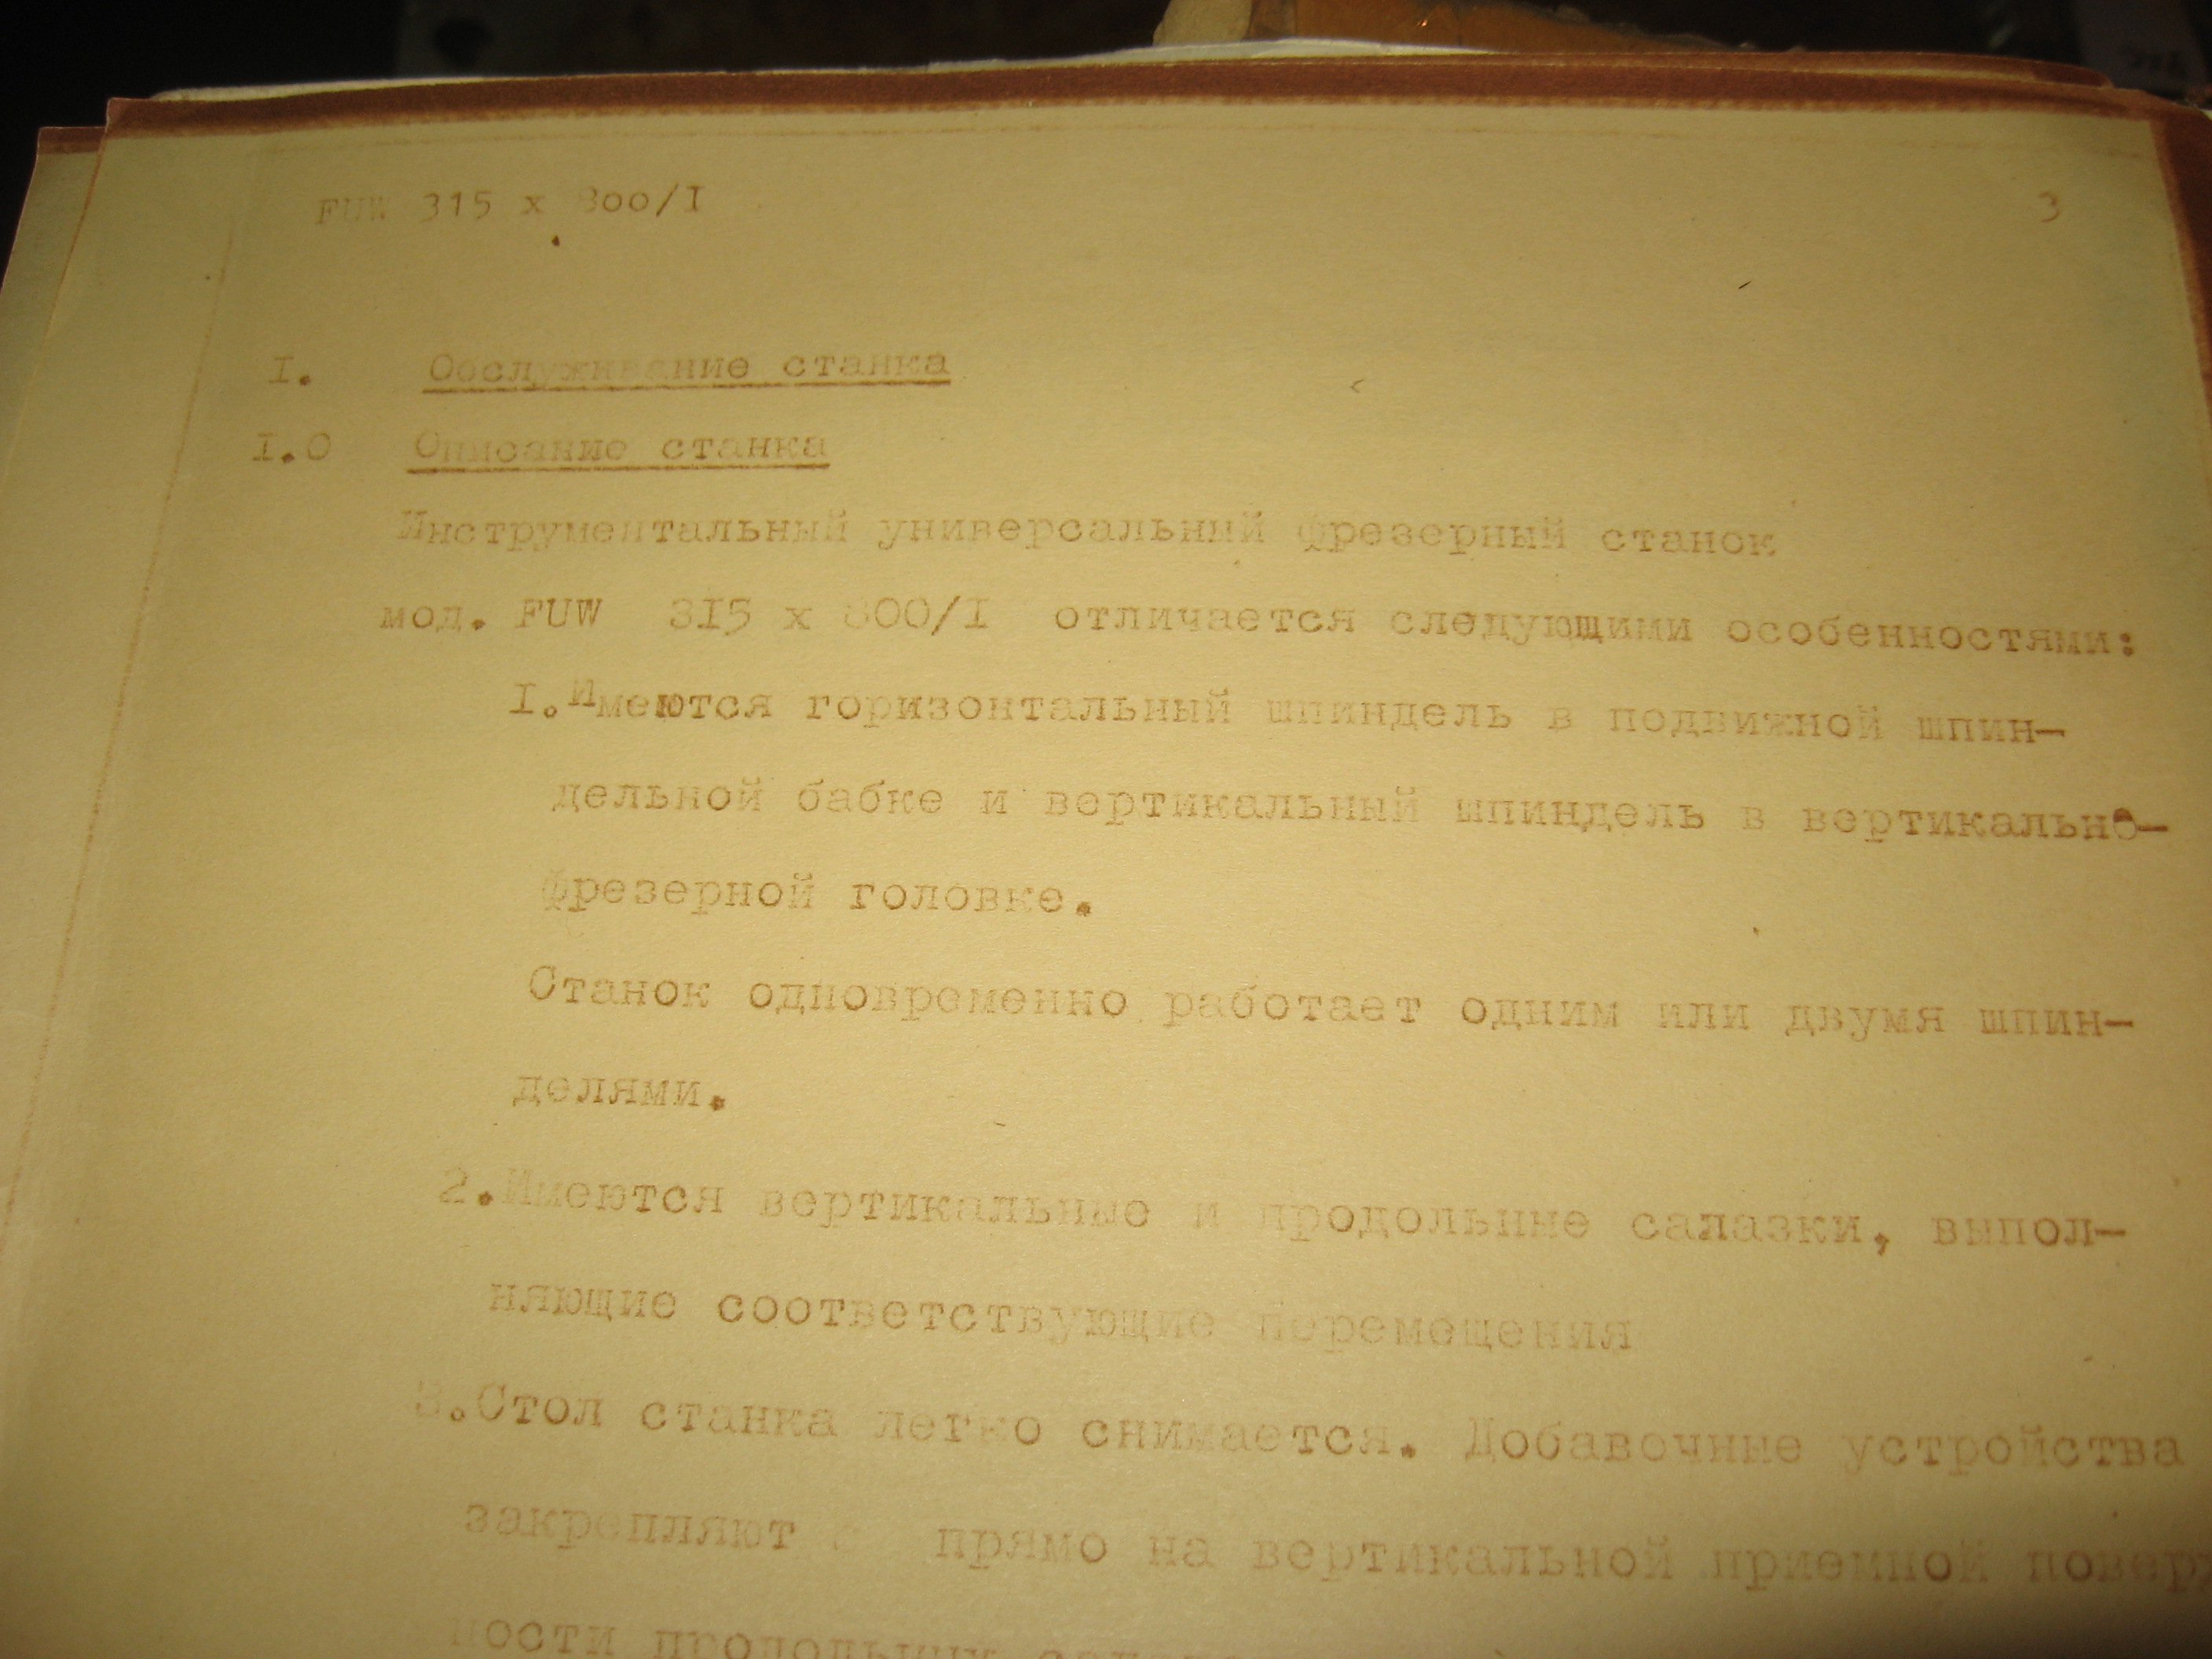 FUW 315 x 800/I 3
I. Обслуживание станка
I.0 Описание станка
Инструментальный универсальный фрезерный станок
мод. FUW 315 x 800/I отличается следующими особенностями:
I.Имеются горизонтальный шпиндель в подвижной шпин-
дельной бабке и вертикальный шпиндель в вертикально-
фрезерной головке.
Станок одновременно работает одним или двумя шпин-
делями.
2.Имеются вертикальные и продольные салазки, выпол-
няющие соответствующие перемещения
3.Стол станка легко снимается. Добавочные устройства
закрепляют прямо на вертикальной приемной поверх
ности